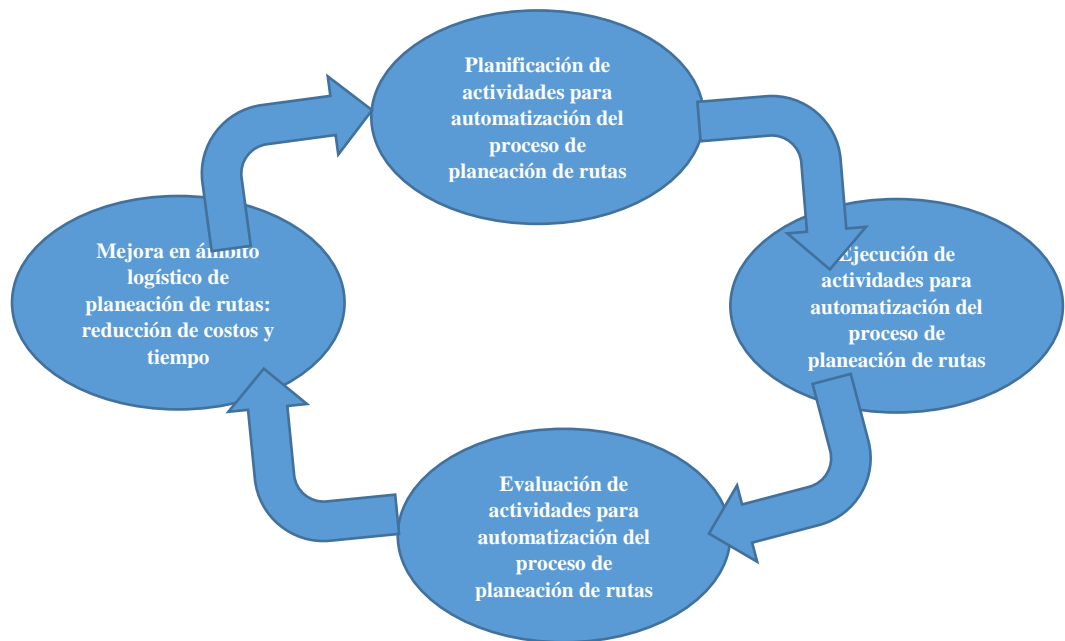 Planificación de
actividades para
automatización del
proceso de
planeación de rutas
Ejecución de
actividades para
automatización del
proceso de
planeación de rutas
Evaluación de
actividades para
automatización del
proceso de
planeación de rutas
Mejora en ámbito
logístico de
planeación de rutas:
reducción de costos y
tiempo